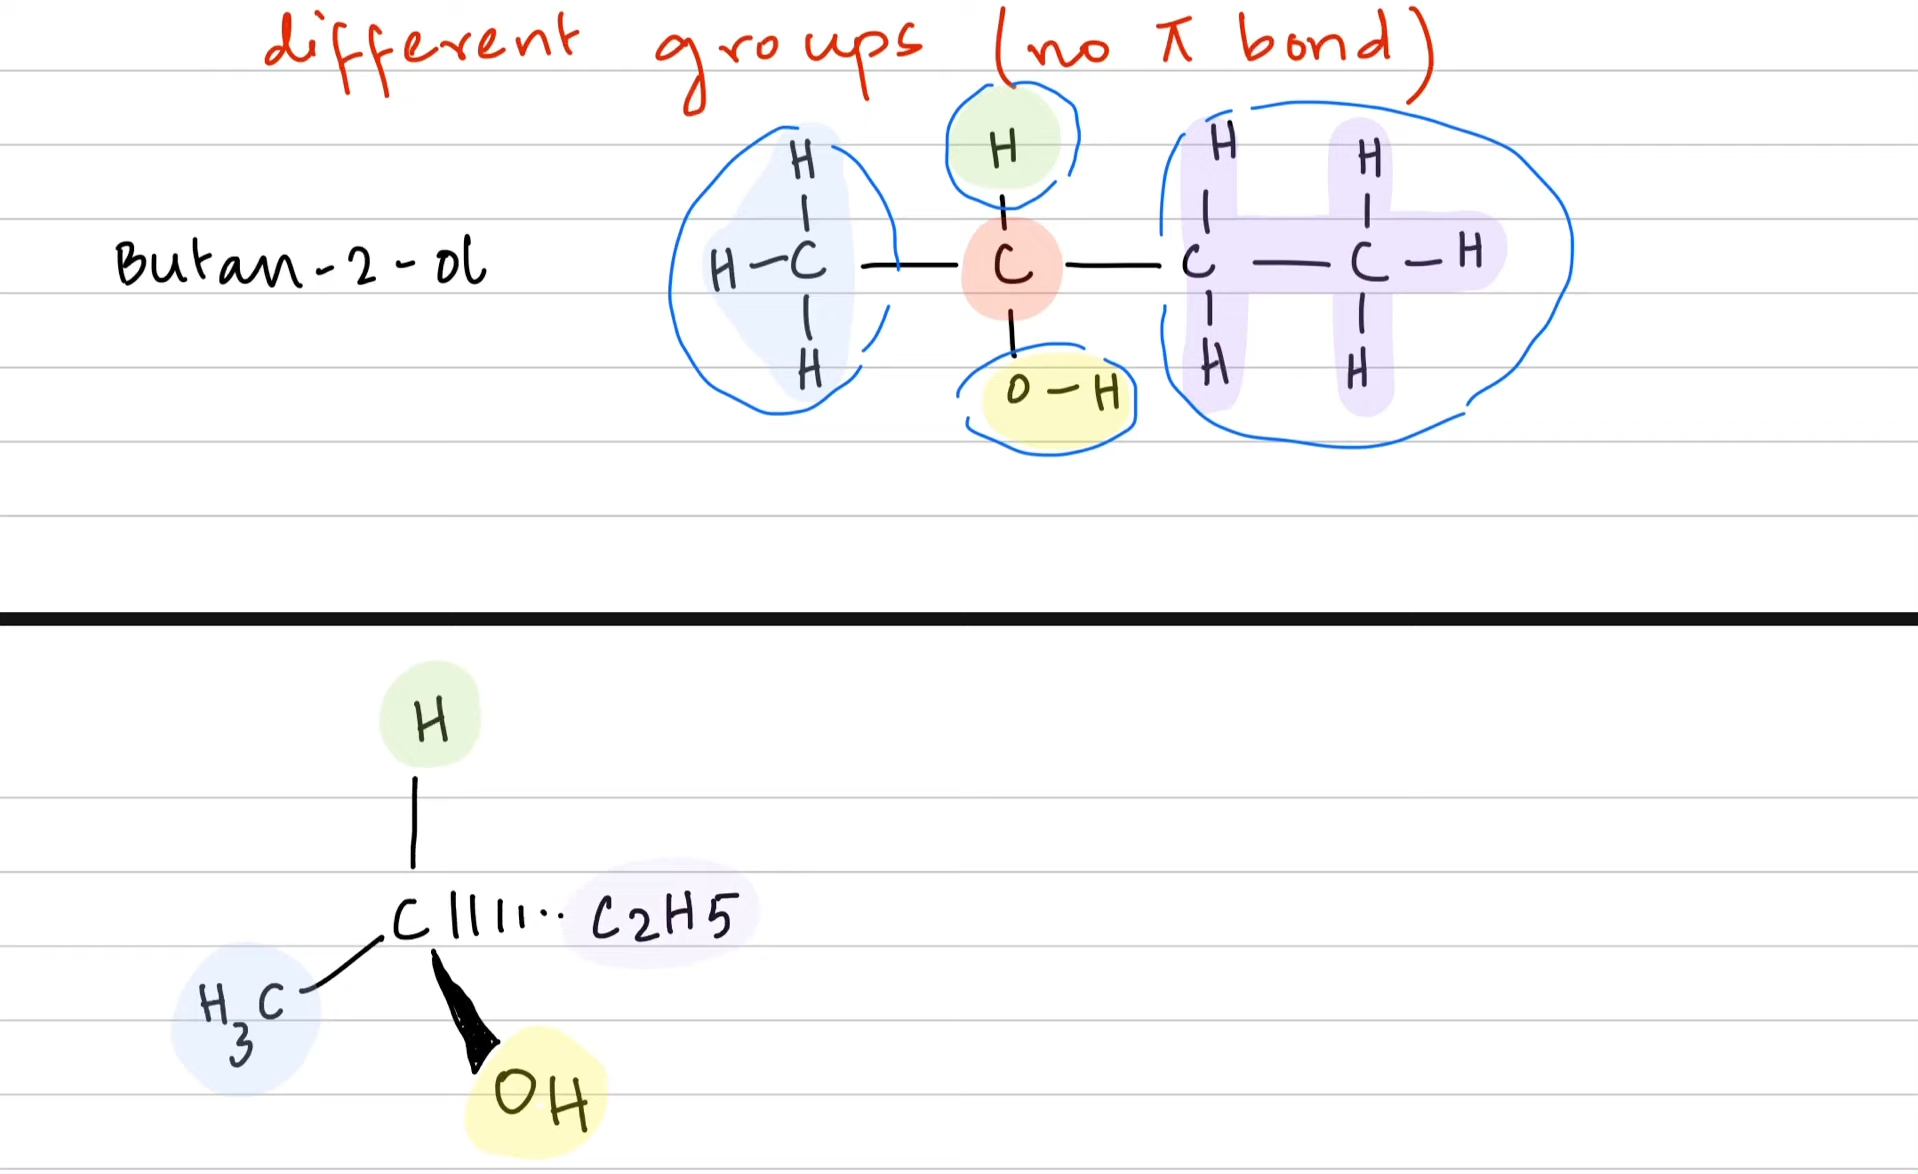 different groups (no π bond)
H H H H
Butan-2-ol H-C C C C-H
H O-H H H
H
C C2H5
H3C
OH